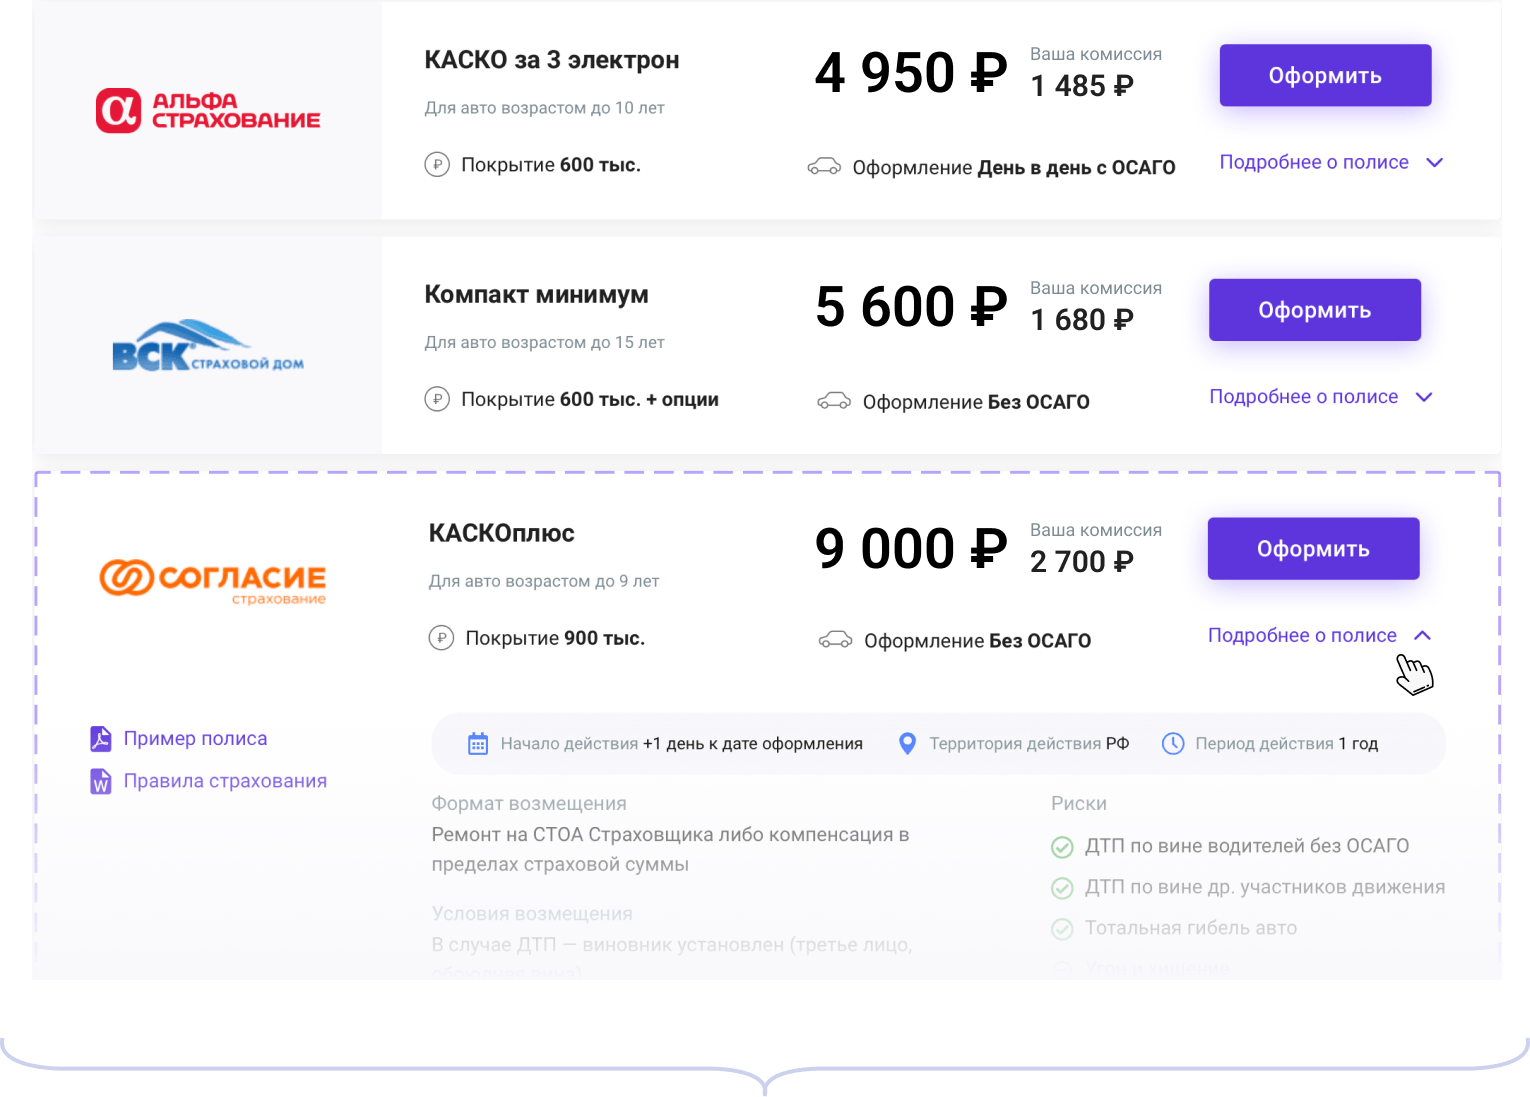 АЛЬФА
СТРАХОВАНИЕ
КАСКО за 3 электрон
Для авто возрастом до 10 лет
Покрытие 600 тыс.
4 950 ₽
Ваша комиссия
1 485 ₽
Оформление День в день с ОСАГО
Оформить
Подробнее о полисе
ВСК СТРАХОВОЙ ДОМ
Компакт минимум
Для авто возрастом до 15 лет
Покрытие 600 тыс. + опции
5 600 ₽
Ваша комиссия
1 680 ₽
Оформление Без ОСАГО
Оформить
Подробнее о полисе
СОГЛАСИЕ
страхование
КАСКОплюс
Для авто возрастом до 9 лет
Покрытие 900 тыс.
9 000 ₽
Ваша комиссия
2 700 ₽
Оформление Без ОСАГО
Оформить
Подробнее о полисе
Пример полиса
Правила страхования
Начало действия +1 день к дате оформления
Территория действия РФ
Период действия 1 год
Формат возмещения
Ремонт на СТОА Страховщика либо компенсация в
пределах страховой суммы
Условия возмещения
В случае ДТП — виновник установлен (третье лицо,
обоюдная вина)
Риски
ДТП по вине водителей без ОСАГО
ДТП по вине др. участников движения
Тотальная гибель авто
Угон и хищение